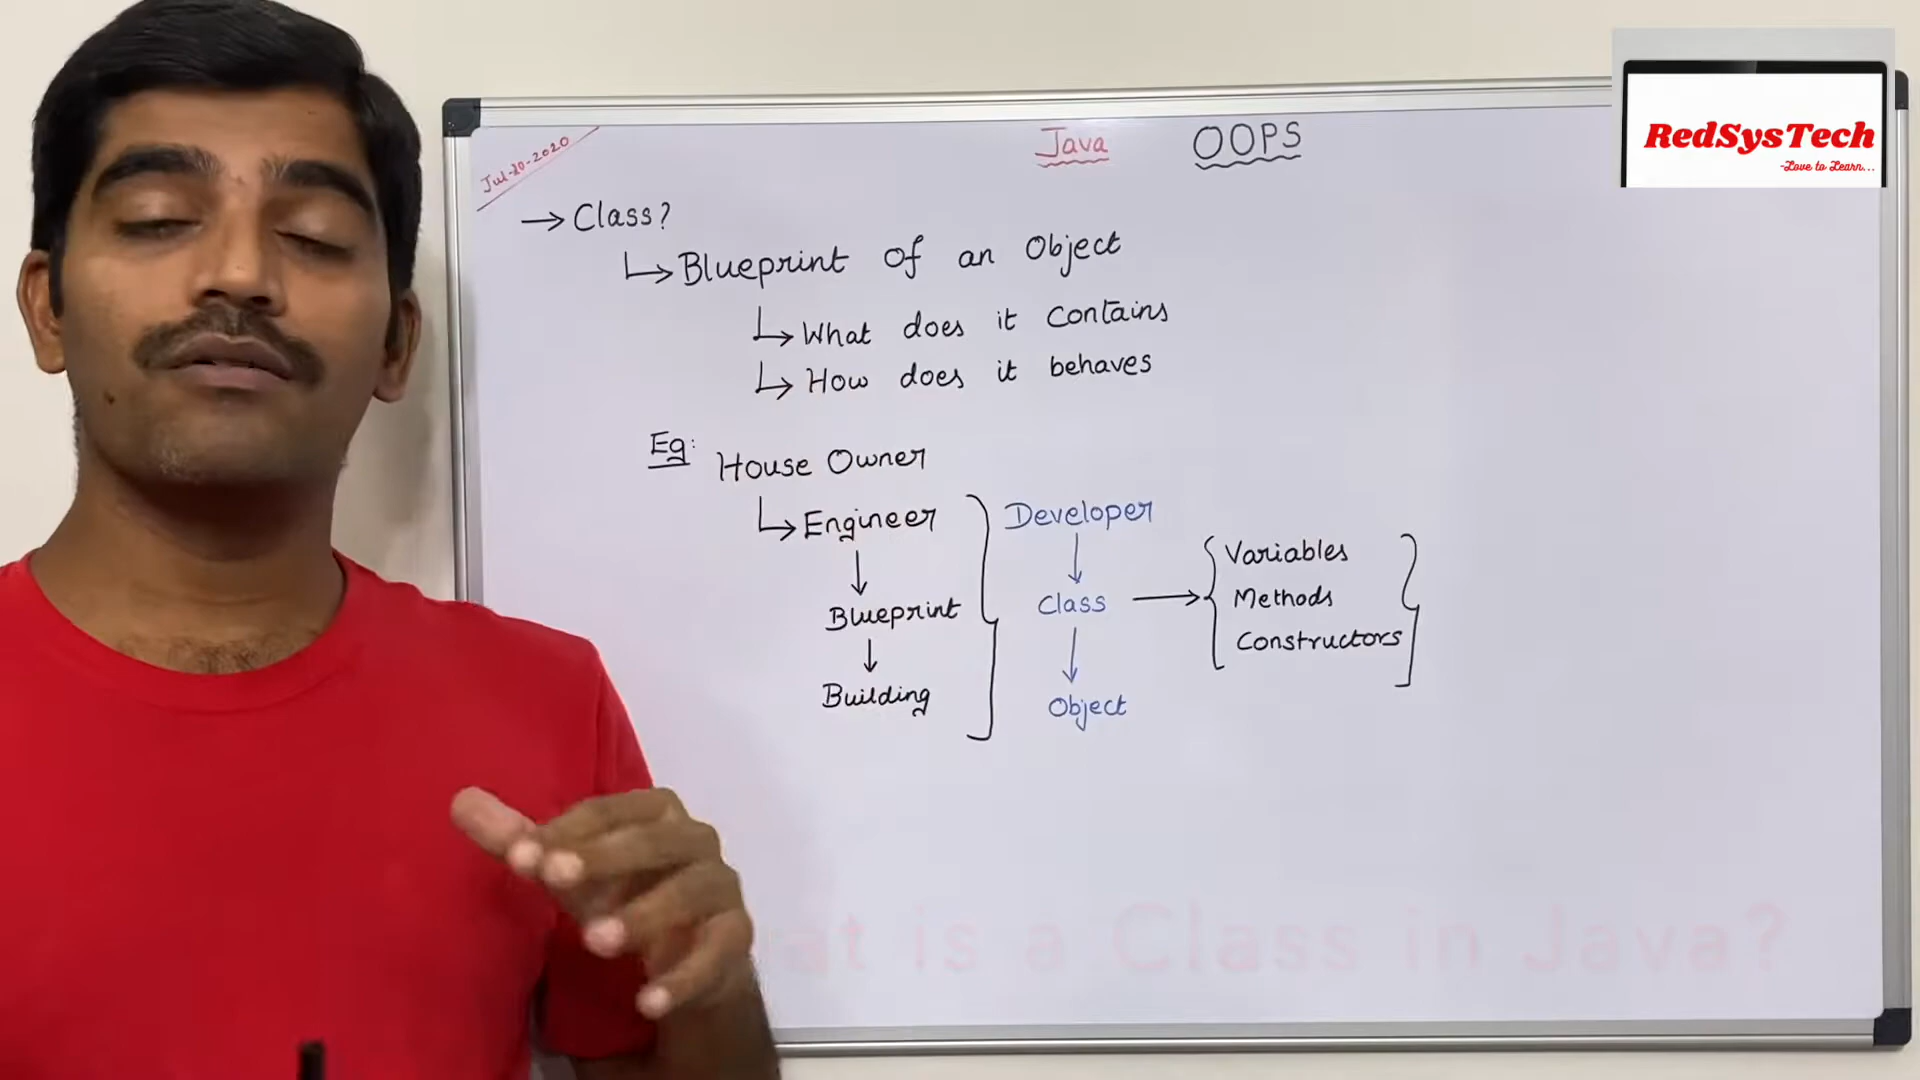 Jul-20-2020
Java OOPS
RedSysTech
-Love to Learn...
→ Class?
↳ Blueprint of an Object
↳ What does it contains
↳ How does it behaves
Eg: House Owner
↳ Engineer
↓
Blueprint
↓
Building
Developer
↓
Class →
↓
Object
Variables
Methods
Constructors
is a Class in Java?